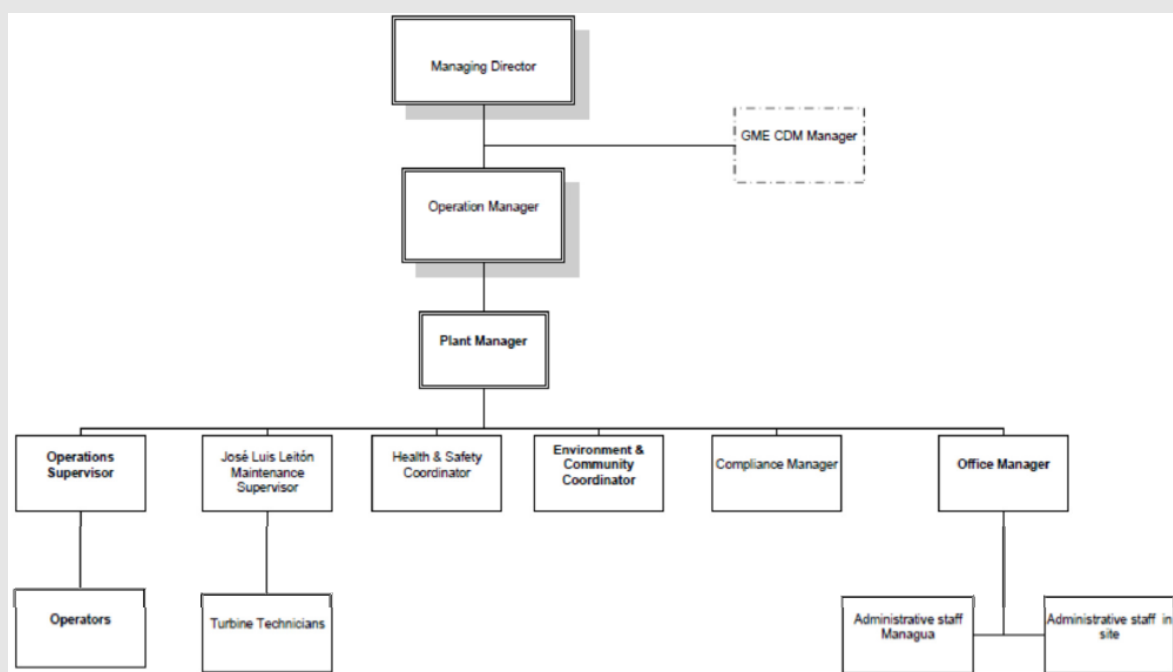 Managing Director
GME CDM Manager
Operation Manager
Plant Manager
Operations
Supervisor
José Luis Leitón
Maintenance
Supervisor
Health & Safety
Coordinator
Environment &
Community
Coordinator
Compliance Manager
Office Manager
Operators
Turbine Technicians
Administrative staff
Managua
Administrative staff in
site